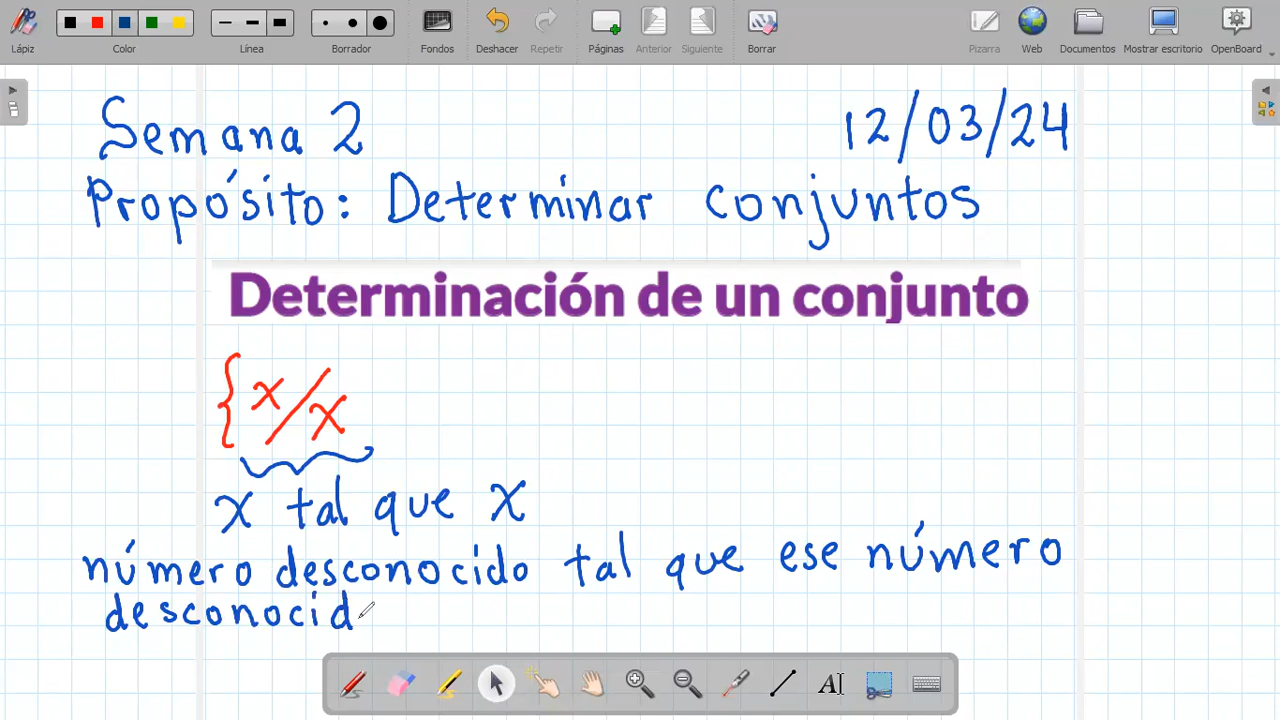 Lápiz Color Línea Borrador Fondos Deshacer Repetir Páginas Anterior Siguiente Borrar Pizarra Web Documentos Mostrar escritorio OpenBoard
Semana 2 12/03/24
Propósito: Determinar conjuntos
Determinación de un conjunto
{x/x
x tal que x
número desconocido tal que ese número
desconocid
AI